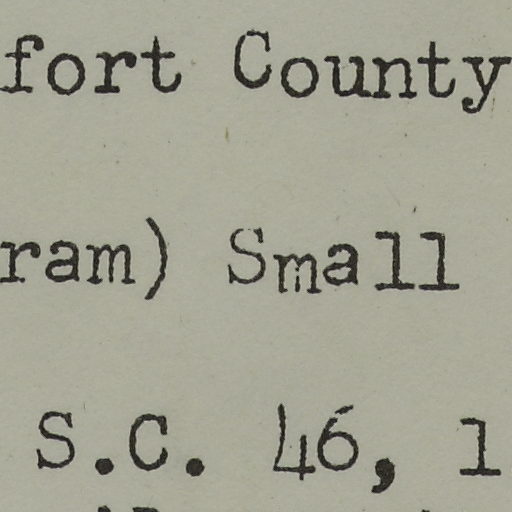 fort County
ram) Small
S.C. 46, 1